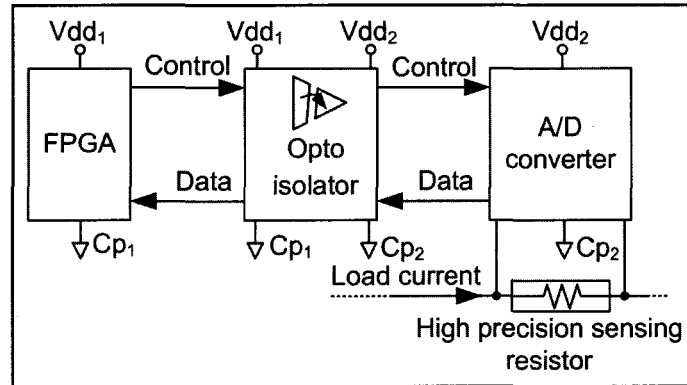 Vdd₁
Vdd₁
Vdd₂
Vdd₂
Control
Control
FPGA
Opto
isolator
A/D
converter
Data
Data
Cp₁
Cp₁
Cp₂
Cp₂
Load current
High precision sensing
resistor